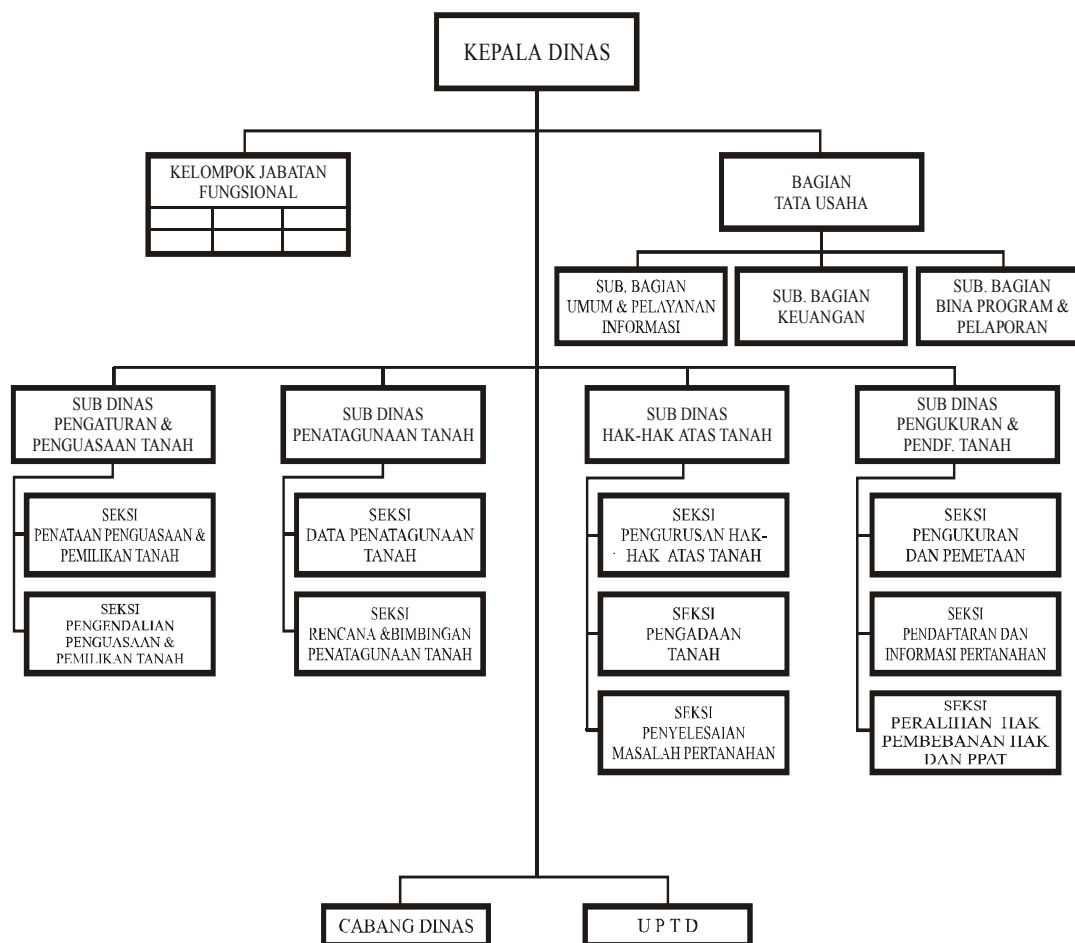 KEPALA DINAS
KELOMPOK JABATAN
FUNGSIONAL
BAGIAN
TATA USAHA
SUB. BAGIAN
UMUM & PELAYANAN
INFORMASI
SUB. BAGIAN
KEUANGAN
SUB. BAGIAN
BINA PROGRAM &
PELAPORAN
SUB DINAS
PENGATURAN &
PENGUASAAN TANAH
SUB DINAS
PENATAGUNAAN TANAH
SUB DINAS
HAK-HAK ATAS TANAH
SUB DINAS
PENGUKURAN &
PENDF. TANAH
SEKSI
PENATAAN PENGUASAAN &
PEMILIKAN TANAH
SEKSI
DATA PENATAGUNAAN
TANAH
SEKSI
PENGURUSAN HAK-
HAK ATAS TANAH
SEKSI
PENGUKURAN
DAN PEMETAAN
SEKSI
PENGENDALIAN
PENGUASAAN &
PEMILIKAN TANAH
SEKSI
RENCANA &BIMBINGAN
PENATAGUNAAN TANAH
SEKSI
PENGADAAN
TANAH
SEKSI
PENDAFTARAN DAN
INFORMASI PERTANAHAN
SEKSI
PENYELESAIAN
MASALAH PERTANAHAN
SEKSI
PERALIHAN HAK
PEMBEBANAN HAK
DAN PPAT
CABANG DINAS
U P T D